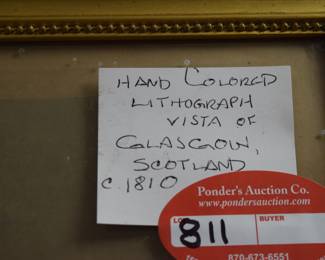 HAND COLORED
LITHOGRAPH
VISTA OF
GLASGOW,
SCOTLAND
C. 1810
Ponder's Auction Co.
www.pondersauction.com
LOT
BUYER
811
870-673-6551